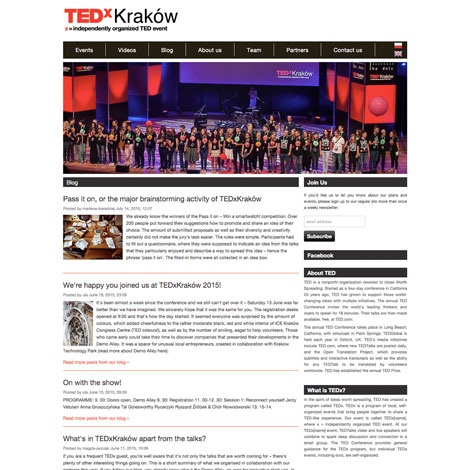 TEDxKraków
x = independently organized TED event
Events Videos Blog About us Team Partners Contact us
TEDxKraków
TEDxKraków
Blog
Pass it on, or the major brainstorming activity of TEDxKraków
Posted by marlena.haradziej July 14, 2015, 12:07
We already know the winners of the Pass it on – Win a smartwatch! contest. Over
200 people put forward their suggestions how to promote and share an idea of their
choice. The amount of submitted proposals as well as their diversity and creativity
certainly did not make the jury's task easier. The rules were simple. Participants had
to fill out a questionnaire, where they were supposed to indicate an idea from the talks
that they particularly enjoyed and describe a way to spread this idea – hence the
phrase 'pass it on'. The filled in forms were all collected in an idea box.
We're happy you joined us at TEDxKraków 2015!
Posted by ula June 19, 2015, 09:08
It's been almost a week since the conference and we still can't get over it – Saturday 13 June was far
better than we have imagined. We sincerely hope that it was the same for you. The registration desk
opened at 8:30 and that's how the day started. It seemed everyone was surprised by the amount of
colours, which added cheerfulness to the rather moderate black, red and white interior of ICE Kraków
Congress Centre (TED colours!), as well as by the number of smiling, eager to help volunteers. Those
who came early could take their time to discover companies that presented their developments in the
Demo Alley. It was a space for unusual local entrepreneurs, created in collaboration with Krakow
Technology Park (read more about Demo Alley here).
Read more posts from our blog ›
On with the show!
Posted by ula June 13, 2015, 09:08
PROGRAMME: 9. 30: Doors open, Demo Alley 9. 30: Registration 11. 00-12. 30: Session 1: Reconnect yourself Jerzy
Vetulani Anna Gruszczyńska Tal Golesworthy Ruryczyki Ryszard Źróbek & Chór Nowodworski 13. 15-14.
Read more posts from our blog ›
What's in TEDxKraków apart from the talks?
Posted by magda.pieczek June 11, 2015, 10:08
If you are a frequent TEDx guests, you're well aware that it's not only the talks that are worth coming for – there's
plenty of other interesting things going on. This is a short summary of what we organized in collaboration with
Join Us
If you'd like to let you know about our plans and
events, please sign up to our regular you more than once
a weekly newsletter.
email address
Subscribe
Facebook
About TED
TED is a nonprofit organization devoted to Ideas Worth
Spreading. Started as a four-day conference in California
25 years ago, TED has grown to support those world-
changing ideas with multiple initiatives. The annual TED
Conference invites the world's leading thinkers and
doers to speak for 18 minutes. Their talks are then made
available, free, at TED.com.
The annual TED Conference takes place in Long Beach,
California, with simulcast in Palm Springs. TEDGlobal is
held each year in Oxford, UK. TED's media initiatives
include TED.com, where new TEDTalks are posted daily,
and the Open Translation Project, which provides
subtitles and interactive transcripts as well as the ability
for any TEDTalk to be translated by volunteers
worldwide. TED has established the annual TED Prize.
What is TEDx?
In the spirit of ideas worth spreading, TED has created a
program called TEDx. TEDx is a program of local, self-
organized events that bring people together to share a
TED-like experience. Our event is called TEDx[name],
where x = independently organized TED event. At our
TEDx[name] event, TEDTalks video and live speakers will
combine to spark deep discussion and connection in a
small group. The TED Conference provides general
guidance for the TEDx program, but individual TEDx
events, including ours, are self-organized.